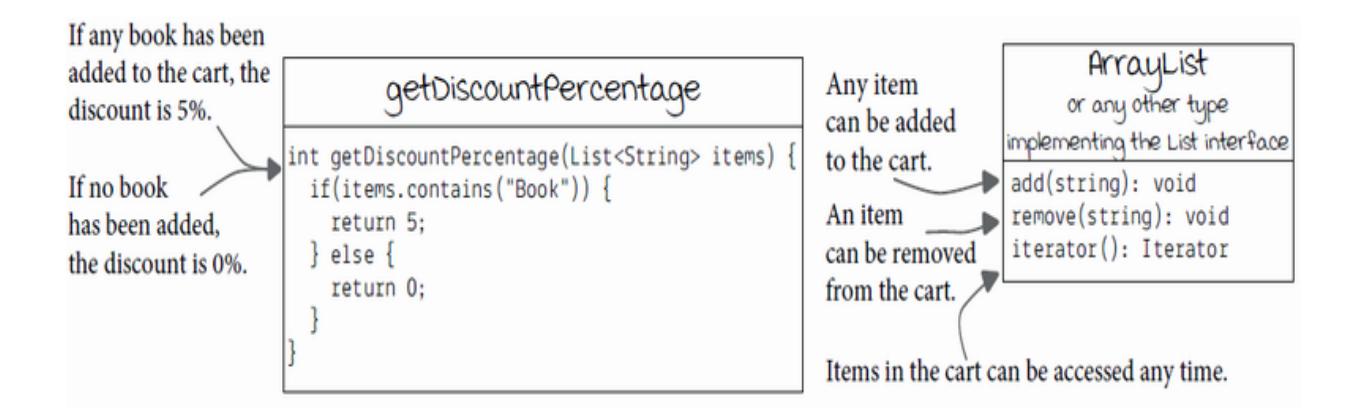 If any book has been
added to the cart, the
discount is 5%.
If no book
has been added,
the discount is 0%.
getDiscountPercentage
int getDiscountPercentage(List<String> items) {
if(items.contains("Book")) {
return 5;
} else {
return 0;
}
}
Any item
can be added
to the cart.
An item
can be removed
from the cart.
ArrayList
or any other type
implementing the List interface
add(string): void
remove(string): void
iterator(): Iterator
Items in the cart can be accessed any time.